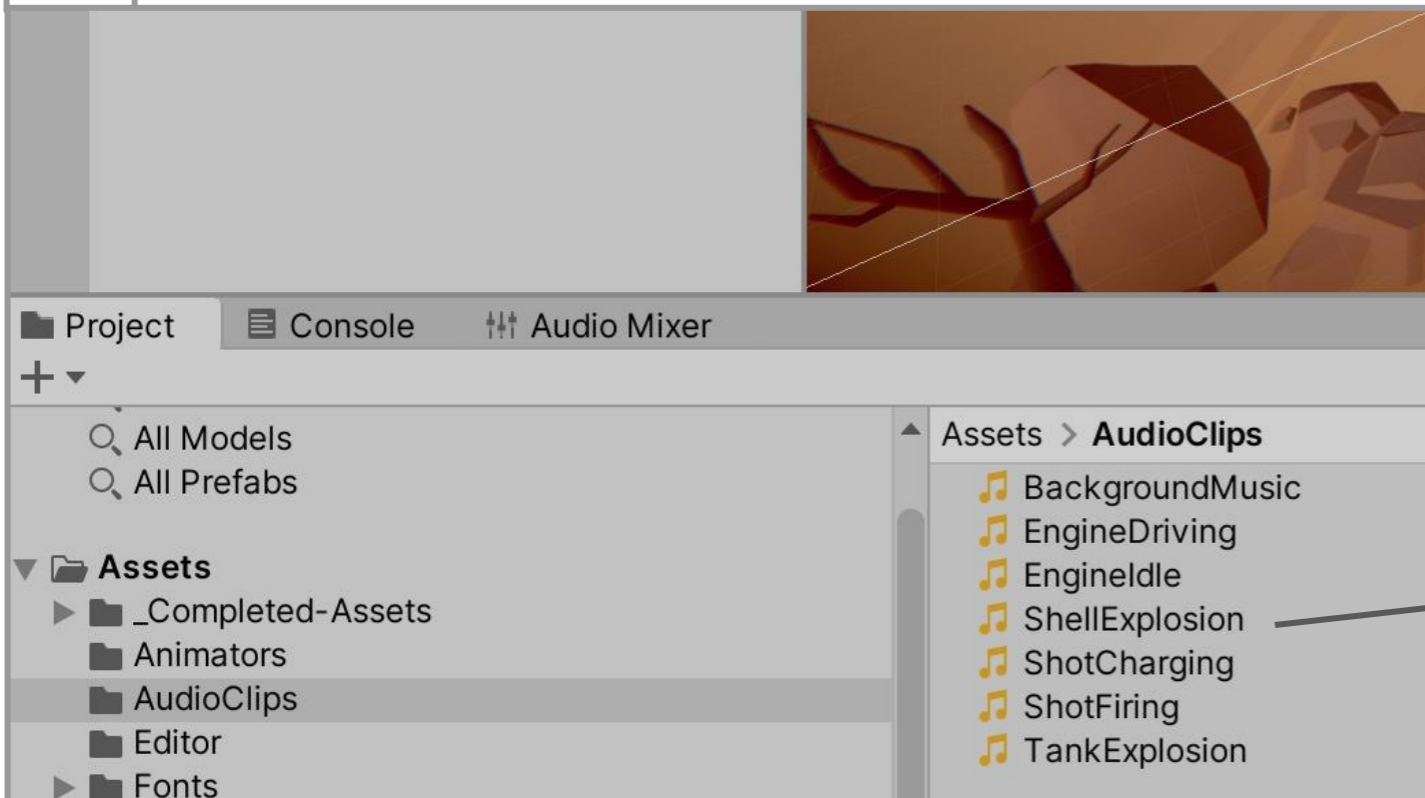 Project Console Audio Mixer
All Models
All Prefabs
Assets
_Completed-Assets
Animators
AudioClips
Editor
Fonts
Assets > AudioClips
BackgroundMusic
EngineDriving
EngineIdle
ShellExplosion
ShotCharging
ShotFiring
TankExplosion